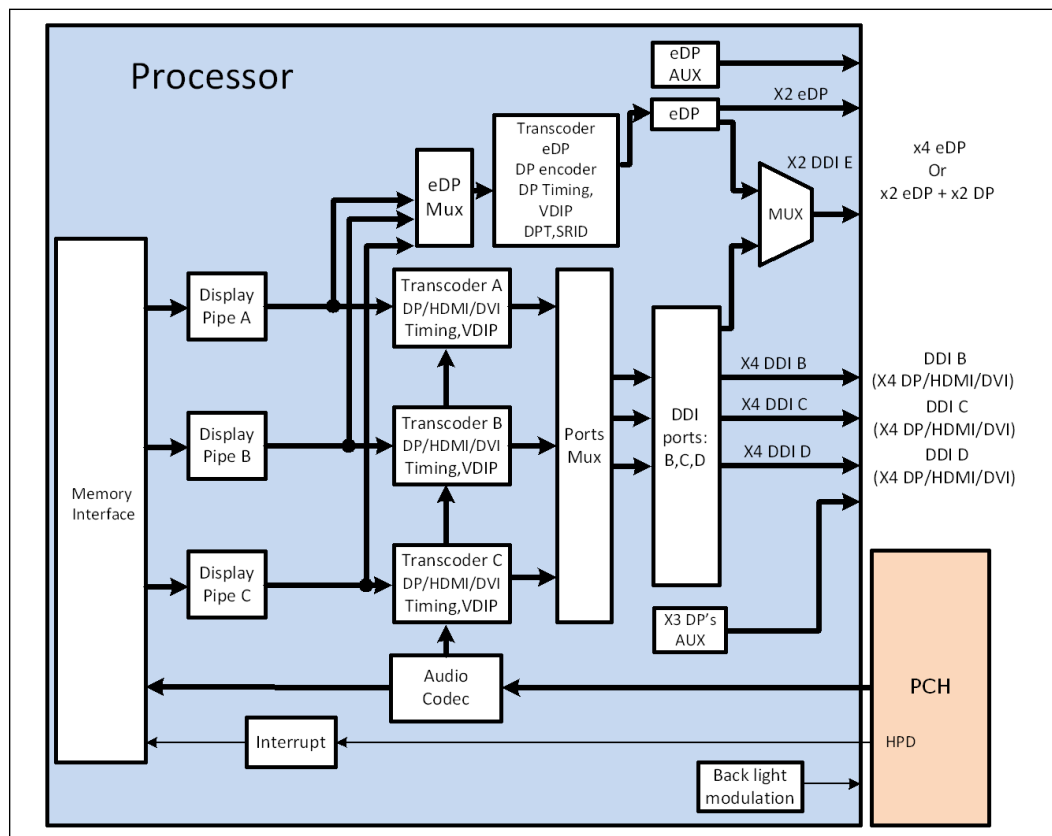 Processor
eDP
AUX
X2 eDP
eDP
Transcoder
eDP
DP encoder
DP Timing,
VDIP
DPT,SRID
eDP
Mux
X2 DDI E
MUX
x4 eDP
Or
x2 eDP + x2 DP
Memory
Interface
Display
Pipe A
Transcoder A
DP/HDMI/DVI
Timing,VDIP
Display
Pipe B
Transcoder B
DP/HDMI/DVI
Timing,VDIP
Display
Pipe C
Transcoder C
DP/HDMI/DVI
Timing,VDIP
Ports
Mux
DDI
ports:
B,C,D
X4 DDI B
X4 DDI C
X4 DDI D
DDI B
(X4 DP/HDMI/DVI)
DDI C
(X4 DP/HDMI/DVI)
DDI D
(X4 DP/HDMI/DVI)
X3 DP's
AUX
Audio
Codec
PCH
Interrupt
HPD
Back light
modulation